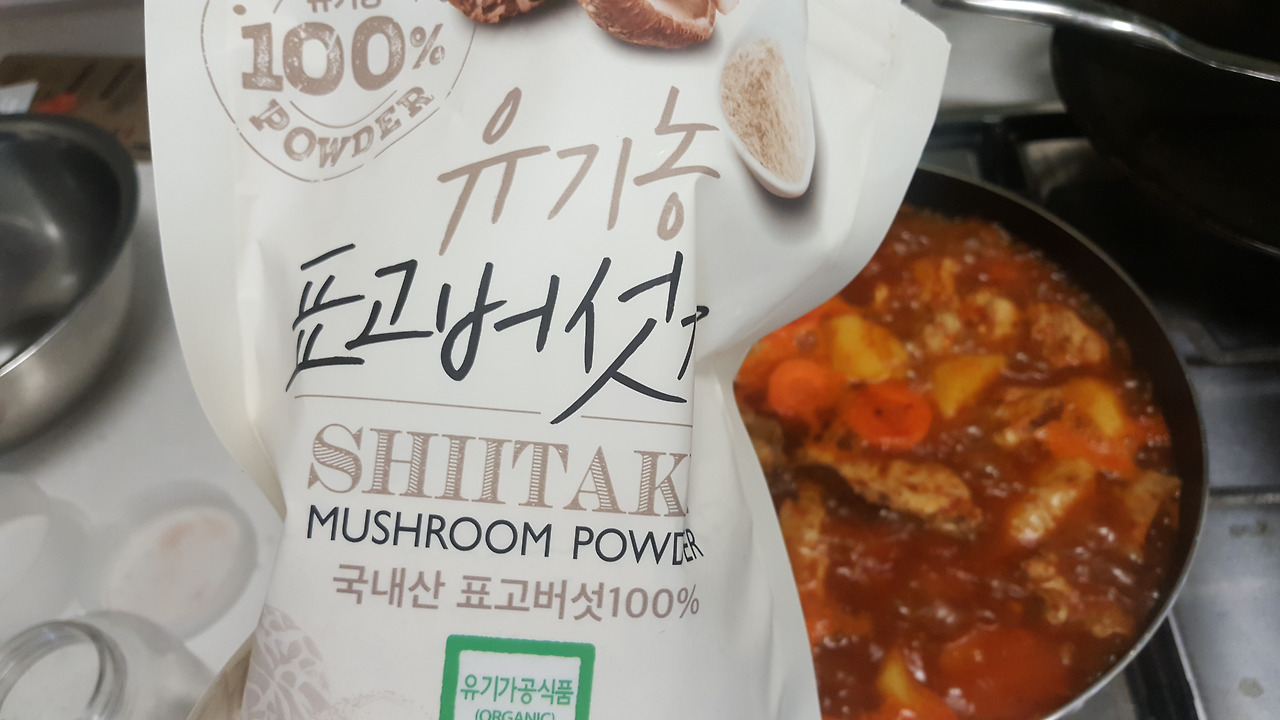 100%
POWDER
유기농
표고버섯
SHIITAK
MUSHROOM POWDER
국내산 표고버섯100%
유기가공식품
(ORGANIC)